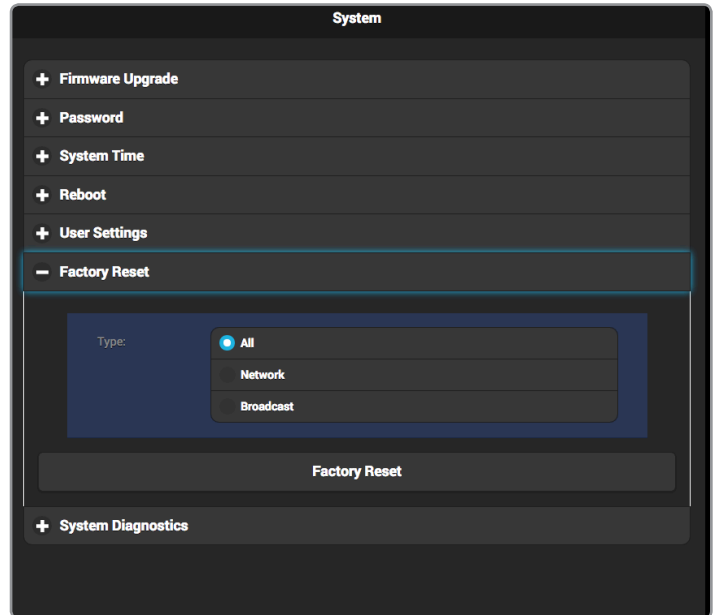 System
Firmware Upgrade
Password
System Time
Reboot
User Settings
Factory Reset
Type:
All
Network
Broadcast
Factory Reset
System Diagnostics